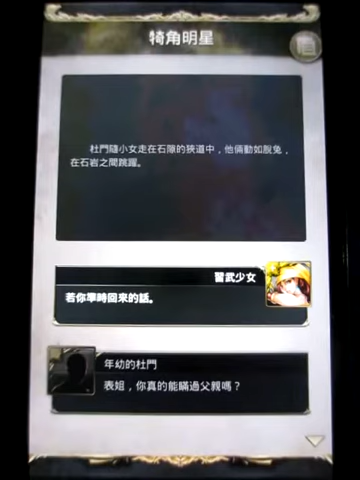 犄角明星
杜門隨小女走在石隙的狹道中，他倆動如脫兔，
在石岩之間跳躍。
習武少女
若你準時回來的話。
年幼的杜門
表姐，你真的能瞞過父親嗎？